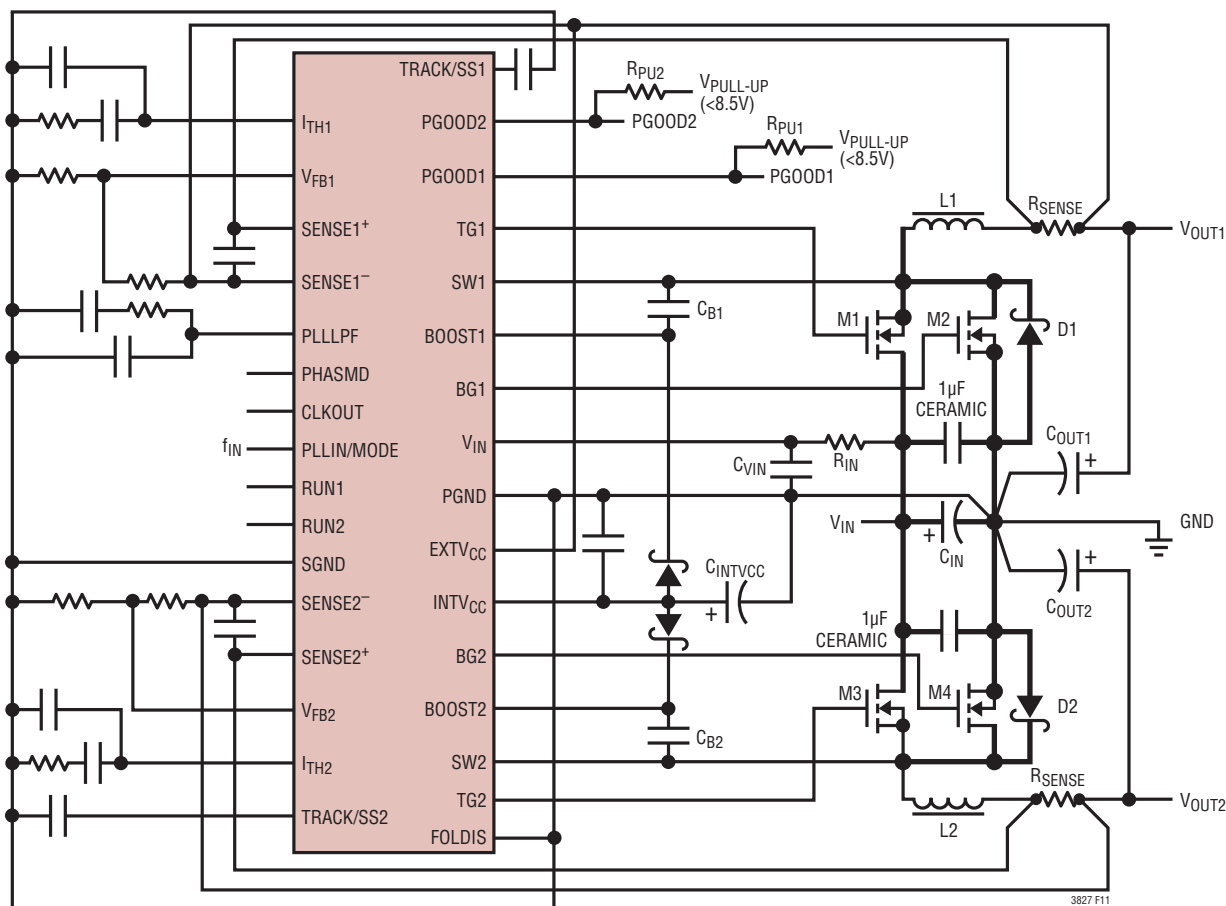 TRACK/SS1
RPU2
VPULL-UP
(<8.5V)
PGOOD2
PGOOD2
RPU1
VPULL-UP
(<8.5V)
PGOOD1
PGOOD1
ITH1
VFB1
SENSE1+
TG1
L1
RSENSE
VOUT1
SENSE1–
SW1
CB1
M1
M2
D1
PLLLPF
BOOST1
PHASMD
BG1
1µF
CERAMIC
CLKOUT
fIN
PLLIN/MODE
VIN
CVIN
RIN
COUT1
+
RUN1
PGND
RUN2
VIN
+
CIN
GND
SGND
EXTVCC
CINTVCC
+
COUT2
+
SENSE2–
INTVCC
1µF
CERAMIC
SENSE2+
BG2
M3
M4
D2
VFB2
BOOST2
CB2
ITH2
SW2
RSENSE
TG2
L2
VOUT2
TRACK/SS2
FOLDIS
3827 F11